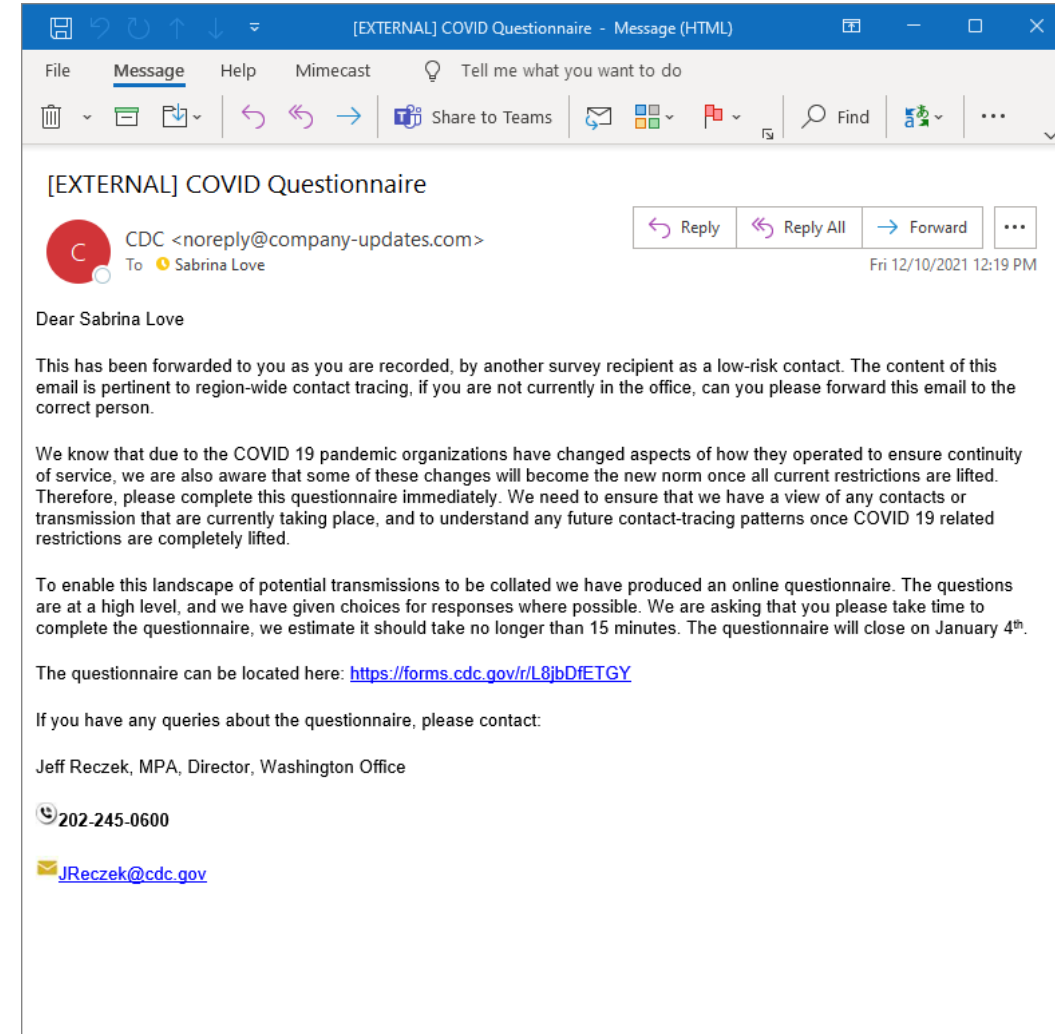 [EXTERNAL] COVID Questionnaire - Message (HTML)
File Message Help Mimecast Tell me what you want to do
Share to Teams Find
[EXTERNAL] COVID Questionnaire
C
CDC <noreply@company-updates.com>
To Sabrina Love
Reply Reply All Forward
Fri 12/10/2021 12:19 PM
Dear Sabrina Love
This has been forwarded to you as you are recorded, by another survey recipient as a low-risk contact. The content of this
email is pertinent to region-wide contact tracing, if you are not currently in the office, can you please forward this email to the
correct person.
We know that due to the COVID 19 pandemic organizations have changed aspects of how they operated to ensure continuity
of service, we are also aware that some of these changes will become the new norm once all current restrictions are lifted.
Therefore, please complete this questionnaire immediately. We need to ensure that we have a view of any contacts or
transmission that are currently taking place, and to understand any future contact-tracing patterns once COVID 19 related
restrictions are completely lifted.
To enable this landscape of potential transmissions to be collated we have produced an online questionnaire. The questions
are at a high level, and we have given choices for responses where possible. We are asking that you please take time to
complete the questionnaire, we estimate it should take no longer than 15 minutes. The questionnaire will close on January 4th.
The questionnaire can be located here: https://forms.cdc.gov/r/L8jbDfETGY
If you have any queries about the questionnaire, please contact:
Jeff Reczek, MPA, Director, Washington Office
202-245-0600
JReczek@cdc.gov